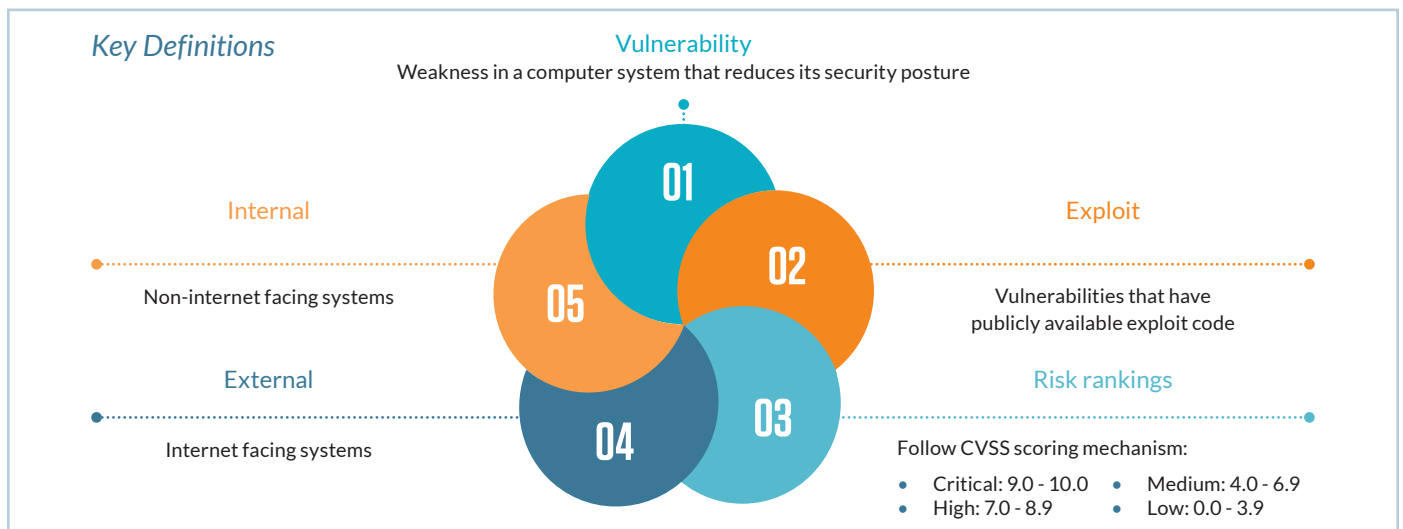 Key Definitions
Vulnerability
Weakness in a computer system that reduces its security posture
01
Internal
Non-internet facing systems
05
Exploit
02
Vulnerabilities that have
publicly available exploit code
External
Internet facing systems
04
Risk rankings
03
Follow CVSS scoring mechanism:
• Critical: 9.0 - 10.0 • Medium: 4.0 - 6.9
• High: 7.0 - 8.9 • Low: 0.0 - 3.9